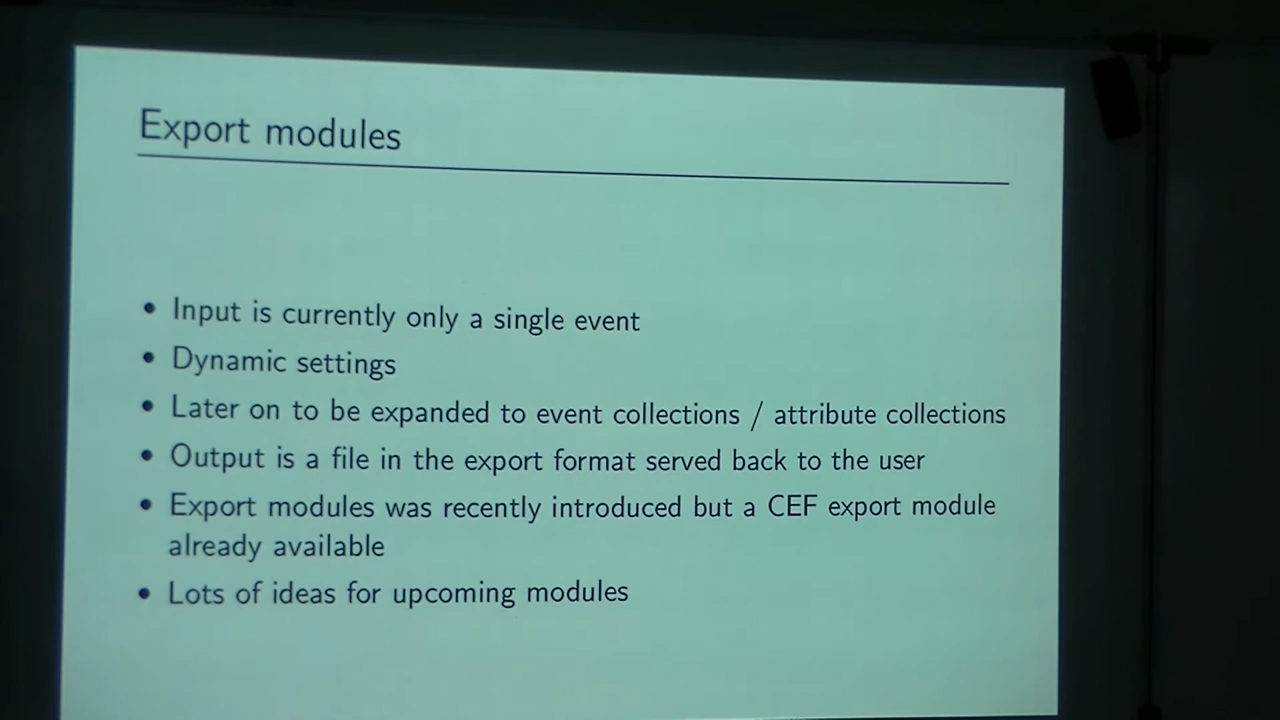 Export modules
• Input is currently only a single event
• Dynamic settings
• Later on to be expanded to event collections / attribute collections
• Output is a file in the export format served back to the user
• Export modules was recently introduced but a CEF export module
already available
• Lots of ideas for upcoming modules